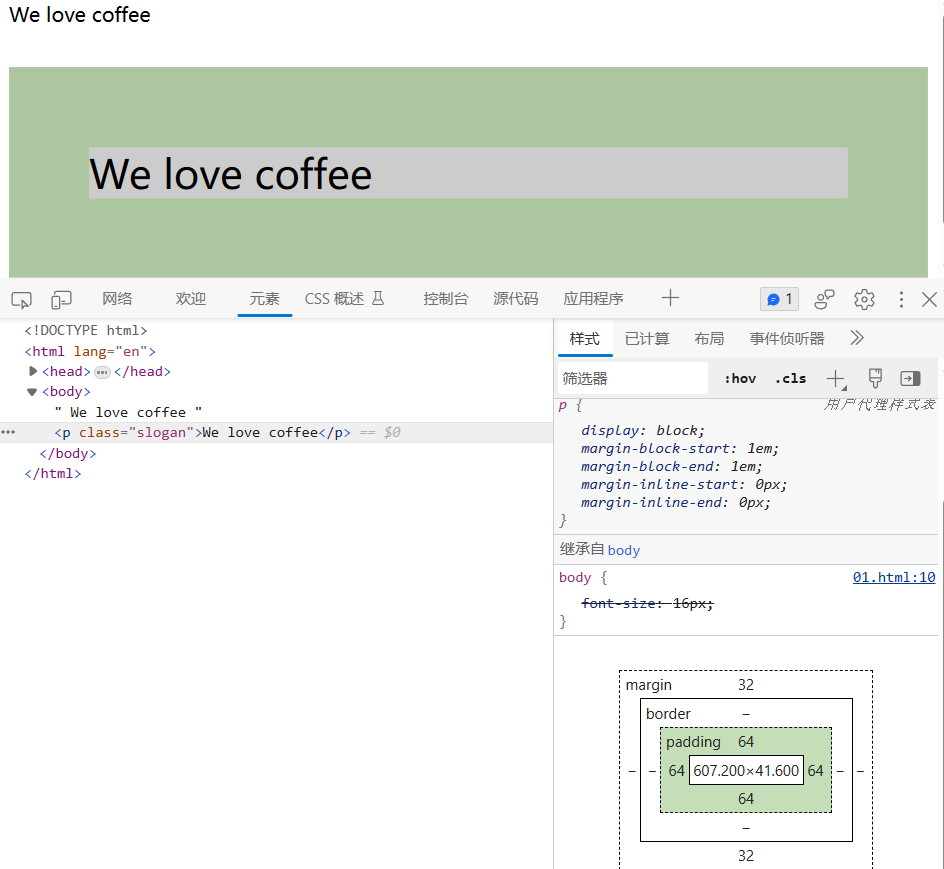 We love coffee
We love coffee
网络 欢迎 元素 CSS 概述 控制台 源代码 应用程序 1
<!DOCTYPE html>
<html lang="en">
<head> ••• </head>
<body>
" We love coffee "
••• <p class="slogan">We love coffee</p> == $0
</body>
</html>
样式 已计算 布局 事件侦听器
筛选器 :hov .cls
p { 用户代理样式表
display: block;
margin-block-start: 1em;
margin-block-end: 1em;
margin-inline-start: 0px;
margin-inline-end: 0px;
}
继承自 body
body { 01.html:10
font-size: 16px;
}
margin 32
border –
padding 64
– – 64 607.200×41.600 64 – –
64
–
32